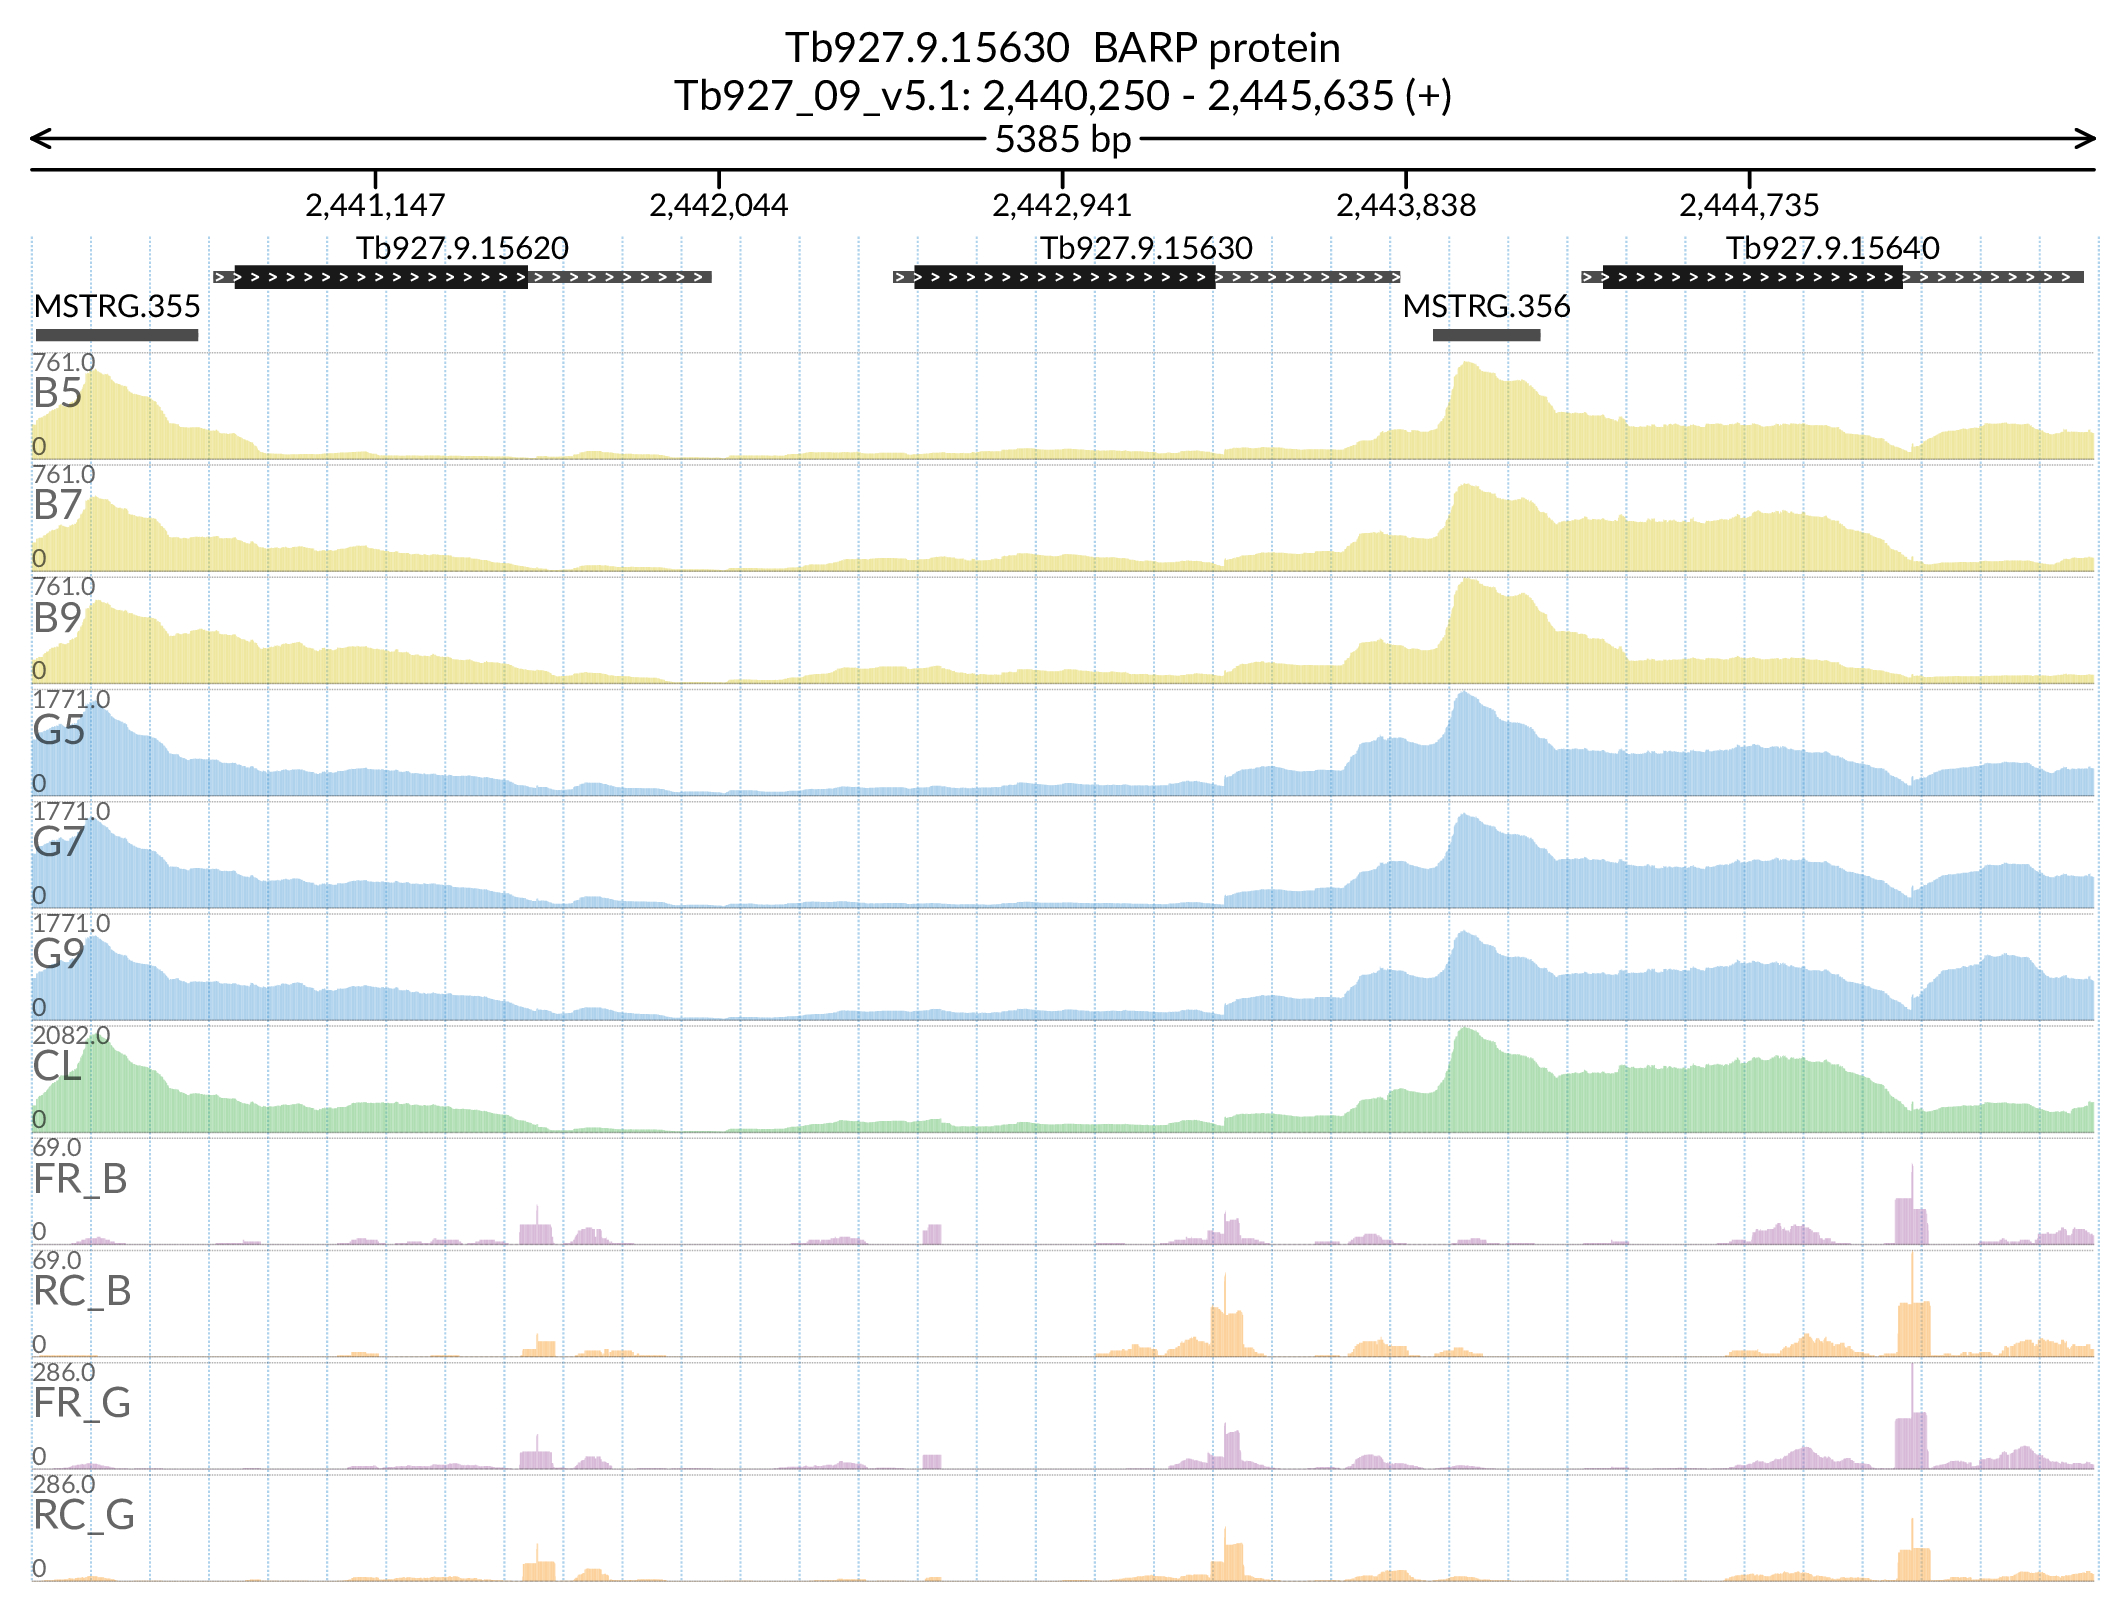 Tb927.9.15630  BARP protein
Tb927_09_v5.1: 2,440,250 - 2,445,635 (+)
5385 bp
2,441,147 2,442,044 2,442,941 2,443,838 2,444,735
Tb927.9.15620 Tb927.9.15630 Tb927.9.15640
MSTRG.355 MSTRG.356
761.0
B5
0
761.0
B7
0
761.0
B9
0
1771.0
G5
0
1771.0
G7
0
1771.0
G9
0
2082.0
CL
0
69.0
FR_B
0
69.0
RC_B
0
286.0
FR_G
0
286.0
RC_G
0